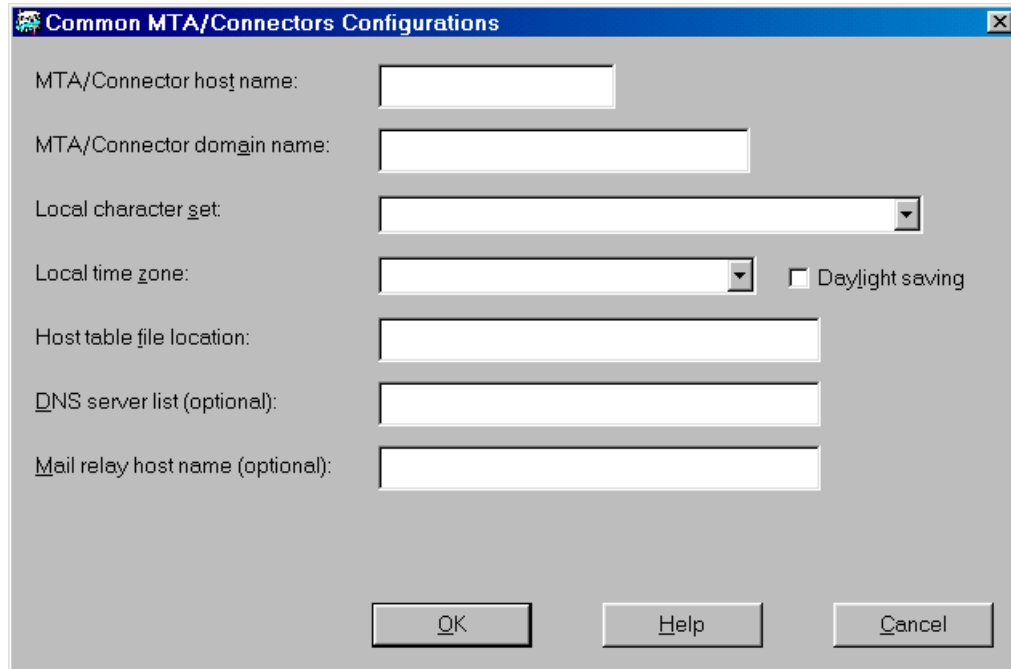 Common MTA/Connectors Configurations
MTA/Connector host name:
MTA/Connector domain name:
Local character set:
Local time zone:
Daylight saving
Host table file location:
DNS server list (optional):
Mail relay host name (optional):
OK Help Cancel